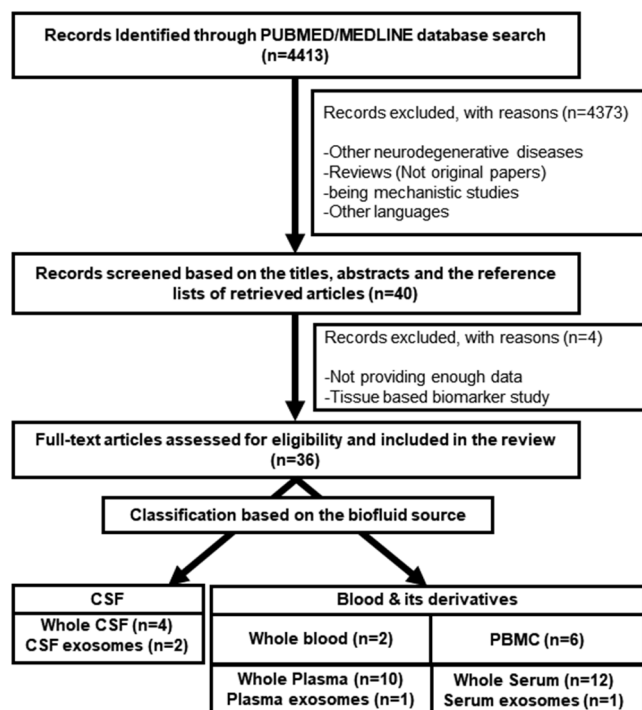 Records Identified through PUBMED/MEDLINE database search
(n=4413)
Records excluded, with reasons (n=4373)
-Other neurodegenerative diseases
-Reviews (Not original papers)
-being mechanistic studies
-Other languages
Records screened based on the titles, abstracts and the reference
lists of retrieved articles (n=40)
Records excluded, with reasons (n=4)
-Not providing enough data
-Tissue based biomarker study
Full-text articles assessed for eligibility and included in the review
(n=36)
Classification based on the biofluid source
CSF
Whole CSF (n=4)
CSF exosomes (n=2)
Blood & its derivatives
Whole blood (n=2)
PBMC (n=6)
Whole Plasma (n=10)
Plasma exosomes (n=1)
Whole Serum (n=12)
Serum exosomes (n=1)